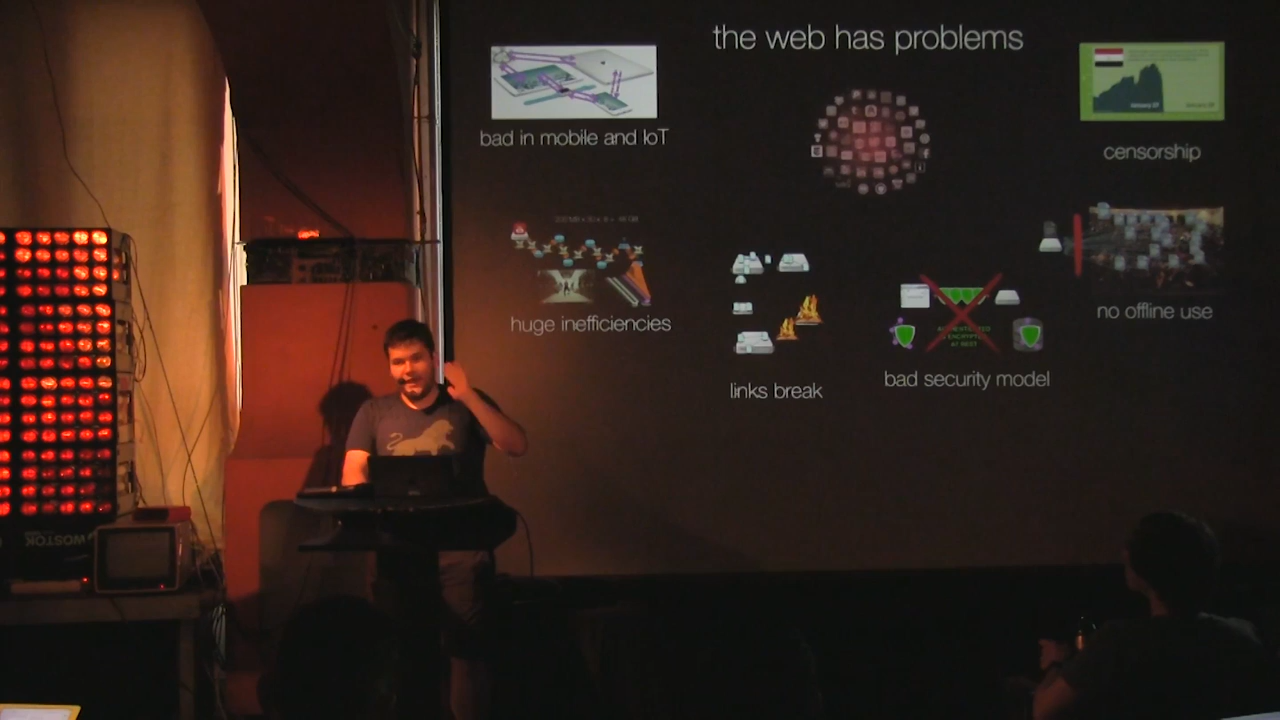 the web has problems
bad in mobile and IoT
censorship
huge inefficiencies
no offline use
links break
bad security model
WOSTOK